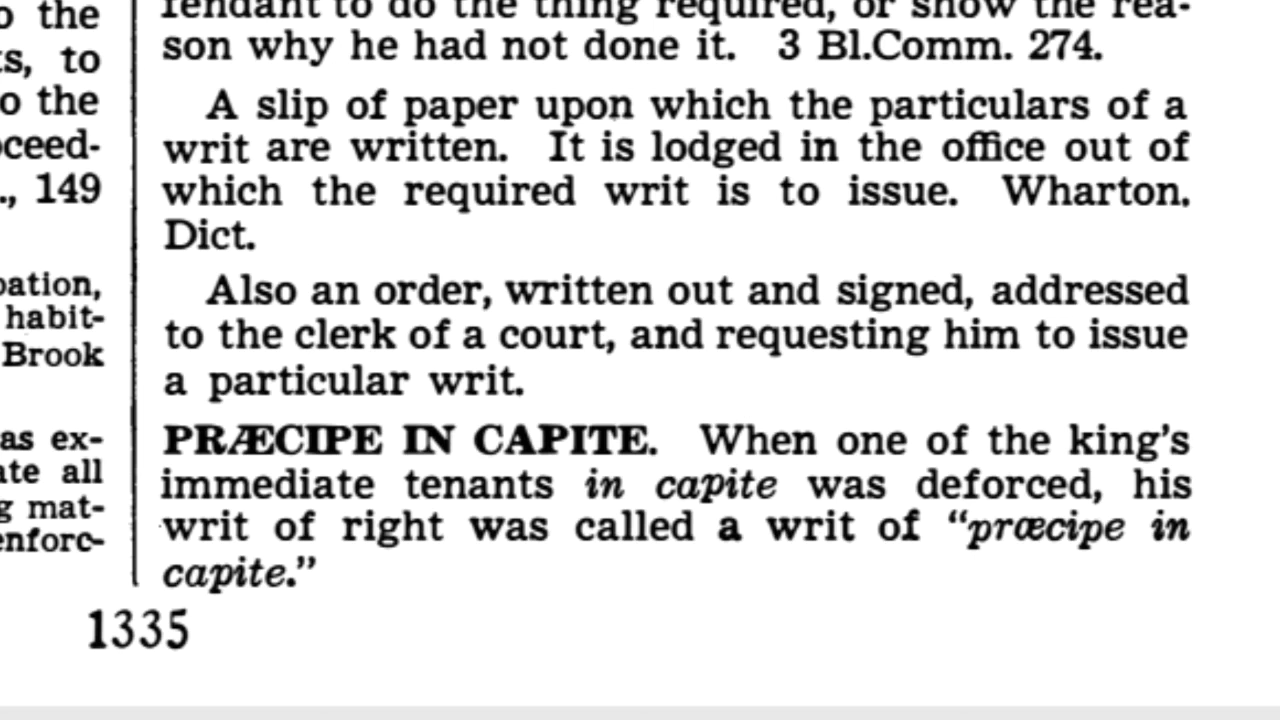 o the
ts, to
o the
ceed-
., 149
pation,
habit-
Brook
as ex-
ate all
g mat-
enforc-
fendant to do the thing required, or show the rea-
son why he had not done it. 3 Bl.Comm. 274.
A slip of paper upon which the particulars of a
writ are written. It is lodged in the office out of
which the required writ is to issue. Wharton.
Dict.
Also an order, written out and signed, addressed
to the clerk of a court, and requesting him to issue
a particular writ.
PRÆCIPE IN CAPITE. When one of the king's
immediate tenants in capite was deforced, his
writ of right was called a writ of “præcipe in
capite.”
1335